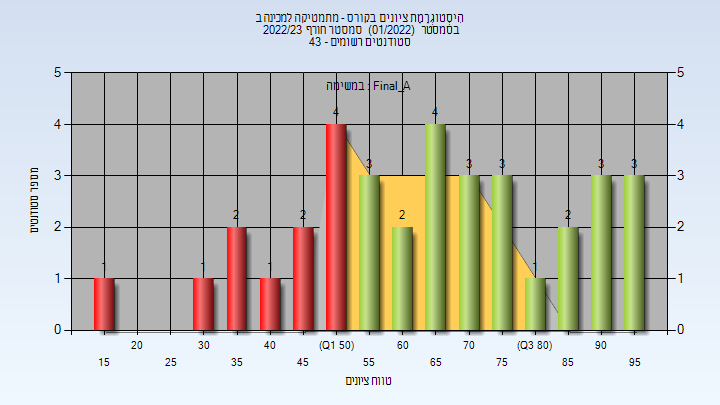 הִיסְטוֹגְרָמַת ציונים בקורס - מתמטיקה למכינה ב
בסמסטר (01/2022) סמסטר חורף 2022/23
סטודנטים רשומים - 43
במשימה : Final_A
5 5
4 4
3 3
2 2
1 1
0 0
מספר סטודנטים
1 1 2 1 2 4 3 2 4 3 3 1 2 3 3
20 30 40 (Q1 50) 60 70 (Q3 80) 90
15 25 35 45 55 65 75 85 95
טווח ציונים